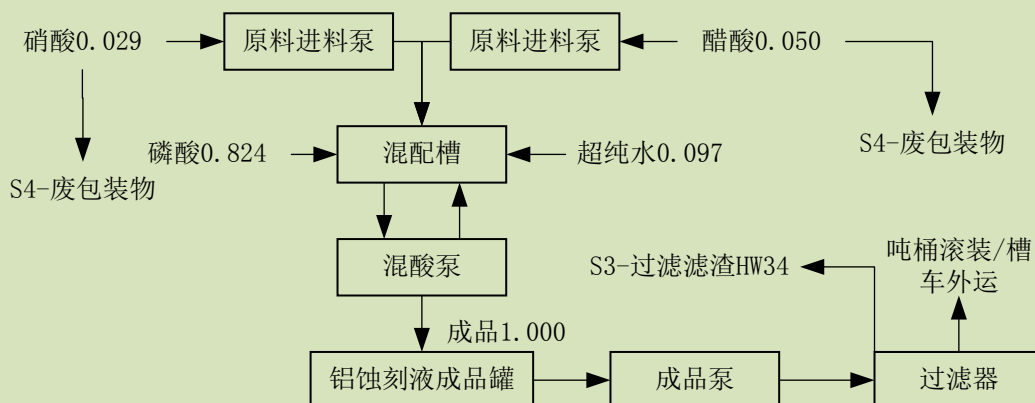 硝酸0.029
原料进料泵
原料进料泵
醋酸0.050
磷酸0.824
混配槽
超纯水0.097
S4-废包装物
S4-废包装物
混酸泵
S3-过滤滤渣HW34
吨桶滚装/槽
车外运
成品1.000
铝蚀刻液成品罐
成品泵
过滤器